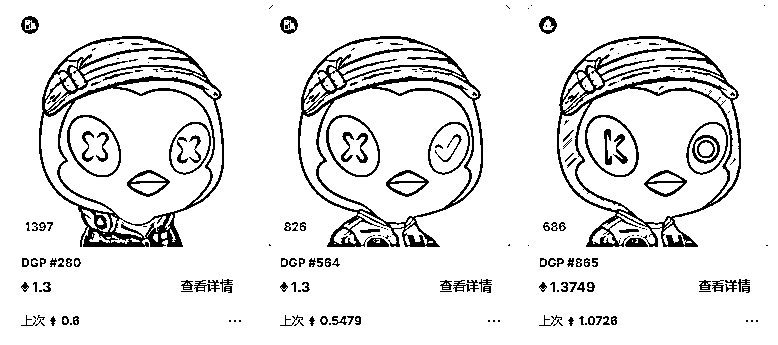 1397
DGP #280
1.3 查看详情
上次 0.6
826
DGP #564
1.3 查看详情
上次 0.5479
K
686
DGP #865
1.3749 查看详情
上次 1.0726